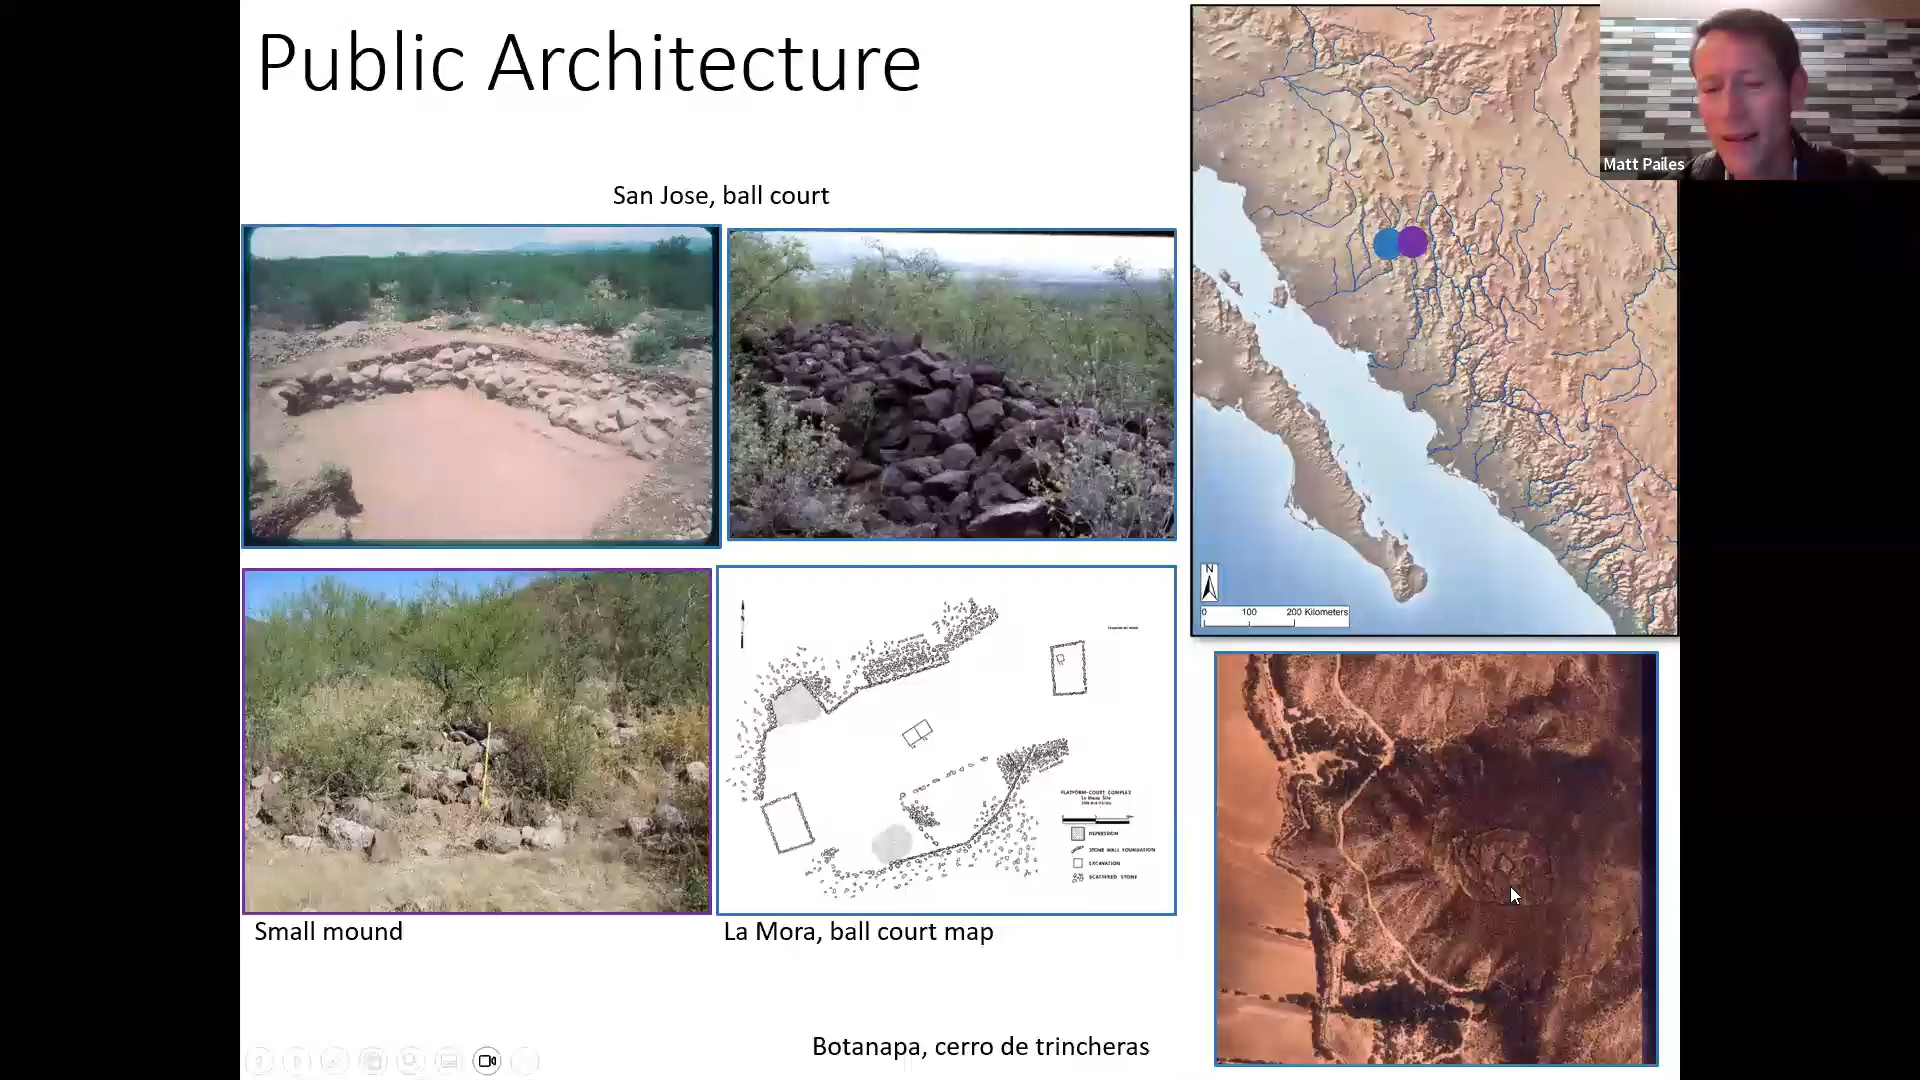 Public Architecture
Matt Pailes
San Jose, ball court
N
0 100 200 Kilometers
PLATFORM-COURT COMPLEX
La Mora Site
DEPRESSION
STONE WALL FOUNDATION
EXCAVATION
SCATTERED STONE
Small mound
La Mora, ball court map
Botanapa, cerro de trincheras